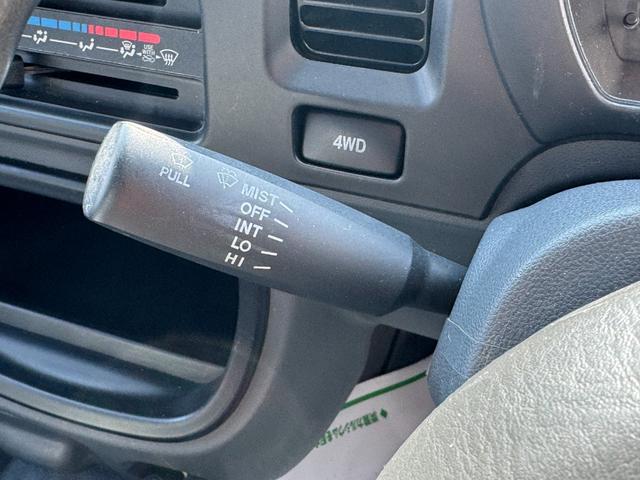 USE
WITH
4WD
PULL
MIST
OFF
INT
LO
HI